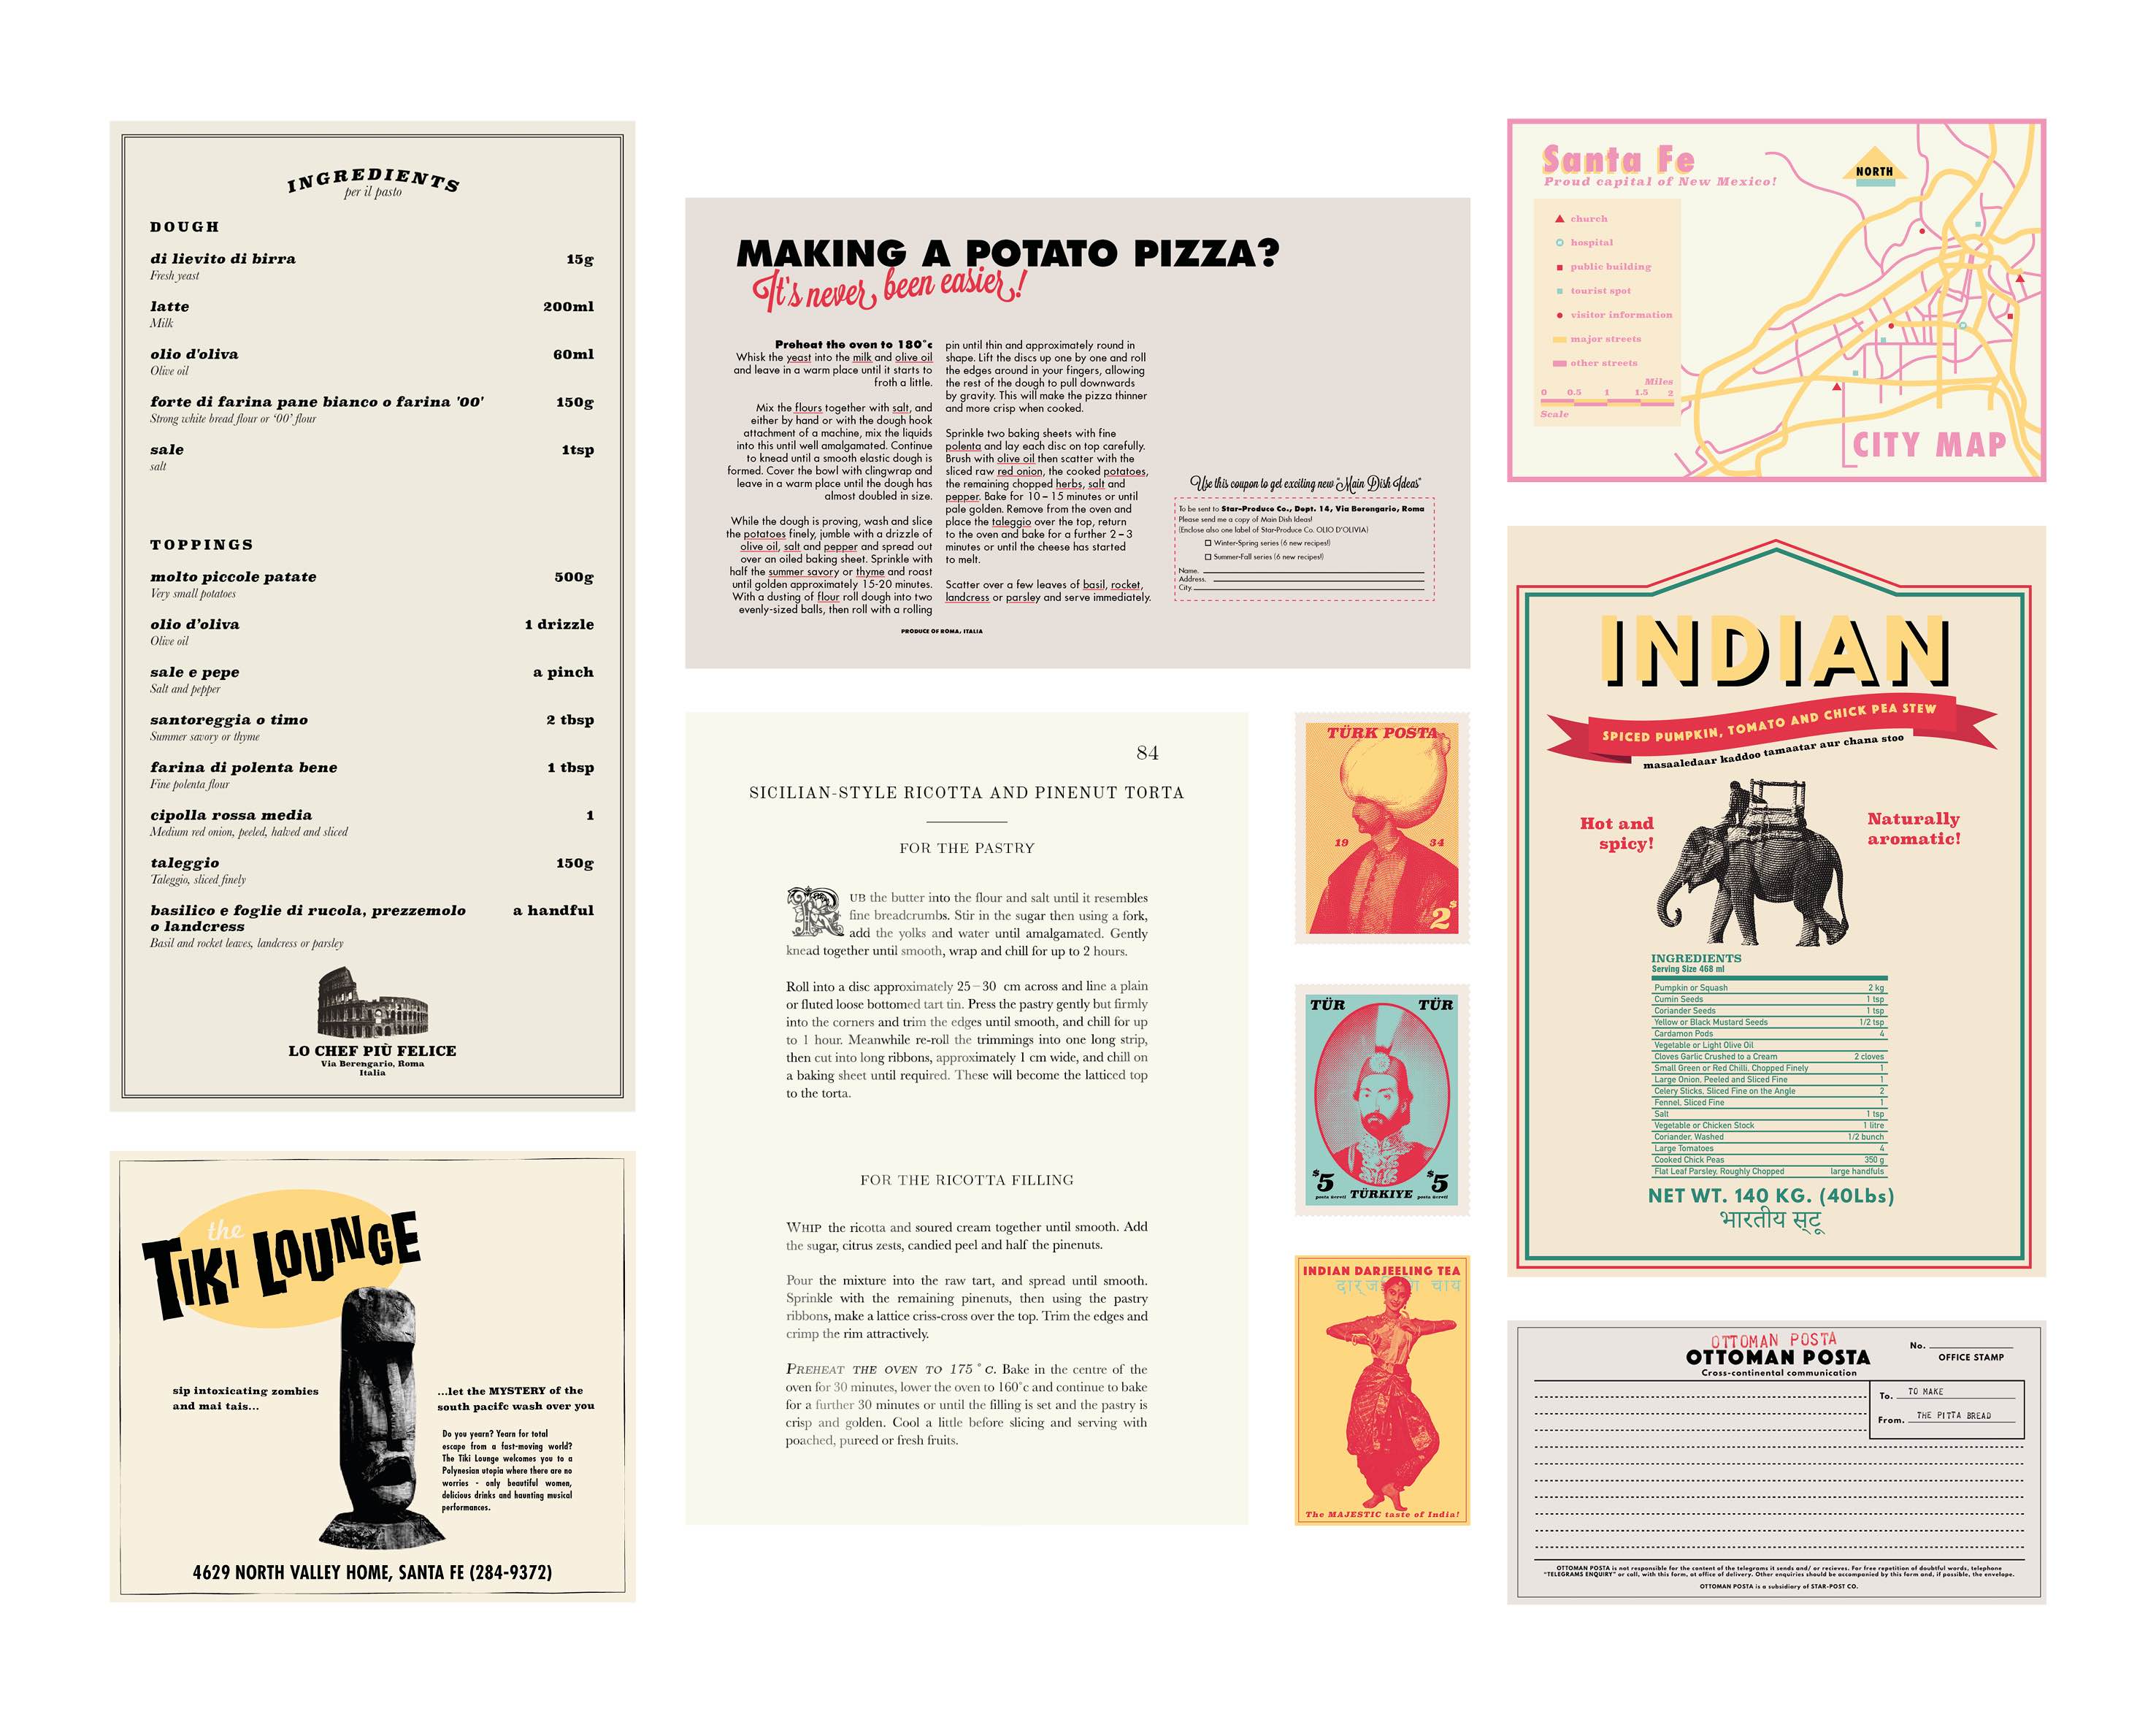 INGREDIENTS
per il pasto
DOUGH
di lievito di birra 15g
Fresh yeast
latte 200ml
Milk
olio d'oliva 60ml
Olive oil
forte di farina pane bianco o farina '00' 150g
Strong white bread flour or ‘00’ flour
sale 1tsp
salt
TOPPINGS
molto piccole patate 500g
Very small potatoes
olio d’oliva 1 drizzle
Olive oil
sale e pepe a pinch
Salt and pepper
santoreggia o timo 2 tbsp
Summer savory or thyme
farina di polenta bene 1 tbsp
Fine polenta flour
cipolla rossa media 1
Medium red onion, peeled, halved and sliced
taleggio 150g
Taleggio, sliced finely
basilico e foglie di rucola, prezzemolo a handful
o landcress
Basil and rocket leaves, landcress or parsley
LO CHEF PIÙ FELICE
Via Berengario, Roma
Italia
the
TIKI LOUNGE
sip intoxicating zombies
and mai tais...
...let the MYSTERY of the
south pacifc wash over you
Do you yearn? Yearn for total
escape from a fast-moving world?
The Tiki Lounge welcomes you to a
Polynesian utopia where there are no
worries - only beautiful women,
delicious drinks and haunting musical
performances.
4629 NORTH VALLEY HOME, SANTA FE (284-9372)
MAKING A POTATO PIZZA?
It's never been easier!
Preheat the oven to 180˚c
Whisk the yeast into the milk and olive oil
and leave in a warm place until it starts to
froth a little.
Mix the flours together with salt, and
either by hand or with the dough hook
attachment of a machine, mix the liquids
into this until well amalgamated. Continue
to knead until a smooth elastic dough is
formed. Cover the bowl with clingwrap and
leave in a warm place until the dough has
almost doubled in size.
While the dough is proving, wash and slice
the potatoes finely, jumble with a drizzle of
olive oil, salt and pepper and spread out
over an oiled baking sheet. Sprinkle with
half the summer savory or thyme and roast
until golden approximately 15-20 minutes.
With a dusting of flour roll dough into two
evenly-sized balls, then roll with a rolling
pin until thin and approximately round in
shape. Lift the discs up one by one and roll
the edges around in your fingers, allowing
the rest of the dough to pull downwards
by gravity. This will make the pizza thinner
and more crisp when cooked.
Sprinkle two baking sheets with fine
polenta and lay each disc on top carefully.
Brush with olive oil then scatter with the
sliced raw red onion, the cooked potatoes,
the remaining chopped herbs, salt and
pepper. Bake for 10 – 15 minutes or until
pale golden. Remove from the oven and
place the taleggio over the top, return
to the oven and bake for a further 2 – 3
minutes or until the cheese has started
to melt.
Scatter over a few leaves of basil, rocket,
landcress or parsley and serve immediately.
PRODUCE OF ROMA, ITALIA
Use this coupon to get exciting new "Main Dish Ideas"
To be sent to Star-Produce Co., Dept. 14, Via Berengario, Roma
Please send me a copy of Main Dish Ideas!
(Enclose also one label of Star-Produce Co. OLIO D'OLIVIA)
Winter-Spring series (6 new recipes!)
Summer-Fall series (6 new recipes!)
Name.
Address.
City.
84
SICILIAN-STYLE RICOTTA AND PINENUT TORTA
FOR THE PASTRY
RUB the butter into the flour and salt until it resembles
fine breadcrumbs. Stir in the sugar then using a fork,
add the yolks and water until amalgamated. Gently
knead together until smooth, wrap and chill for up to 2 hours.
Roll into a disc approximately 25–30 cm across and line a plain
or fluted loose bottomed tart tin. Press the pastry gently but firmly
into the corners and trim the edges until smooth, and chill for up
to 1 hour. Meanwhile re-roll the trimmings into one long strip,
then cut into long ribbons, approximately 1 cm wide, and chill on
a baking sheet until required. These will become the latticed top
to the torta.
FOR THE RICOTTA FILLING
WHIP the ricotta and soured cream together until smooth. Add
the sugar, citrus zests, candied peel and half the pinenuts.
Pour the mixture into the raw tart, and spread until smooth.
Sprinkle with the remaining pinenuts, then using the pastry
ribbons, make a lattice criss-cross over the top. Trim the edges and
crimp the rim attractively.
PREHEAT THE OVEN TO 175˚C. Bake in the centre of the
oven for 30 minutes, lower the oven to 160˚c and continue to bake
for a further 30 minutes or until the filling is set and the pastry is
crisp and golden. Cool a little before slicing and serving with
poached, pureed or fresh fruits.
TÜRK POSTA
19 34
2$
TÜR TÜR
$5 $5
posta ücreti TÜRKIYE posta ücreti
INDIAN DARJEELING TEA
चाय
The MAJESTIC taste of India!
Santa Fe
Proud capital of New Mexico!
NORTH
church
hospital
public building
tourist spot
visitor information
major streets
other streets
Miles
0 0.5 1 1.5 2
Scale
CITY MAP
INDIAN
SPICED PUMPKIN, TOMATO AND CHICK PEA STEW
masaaledaar kaddoo tamaatar aur chana stoo
Hot and
spicy!
Naturally
aromatic!
INGREDIENTS
Serving Size 468 ml
Pumpkin or Squash 2 kg
Cumin Seeds 1 tsp
Coriander Seeds 1 tsp
Yellow or Black Mustard Seeds 1/2 tsp
Cardamon Pods 4
Vegetable or Light Olive Oil
Cloves Garlic Crushed to a Cream 2 cloves
Small Green or Red Chilli, Chopped Finely 1
Large Onion, Peeled and Sliced Fine 1
Celery Sticks, Sliced Fine on the Angle 2
Fennel, Sliced Fine 1
Salt 1 tsp
Vegetable or Chicken Stock 1 litre
Coriander, Washed 1/2 bunch
Large Tomatoes 4
Cooked Chick Peas 350 g
Flat Leaf Parsley, Roughly Chopped large handfuls
NET WT. 140 KG. (40Lbs)
भारतीय स्टू
OTTOMAN POSTA
OTTOMAN POSTA
Cross-continental communication
No.
OFFICE STAMP
To. TO MAKE
From. THE PITTA BREAD
OTTOMAN POSTA is not responsible for the content of the telegrams it sends and/ or recieves. For free repetition of doubtful words, telephone
"TELEGRAMS ENQUIRY" or call, with this form, at office of delivery. Other enquiries should be accompanied by this form and, if possible, the envelope.
OTTOMAN POSTA is a subsidiary of STAR-POST CO.